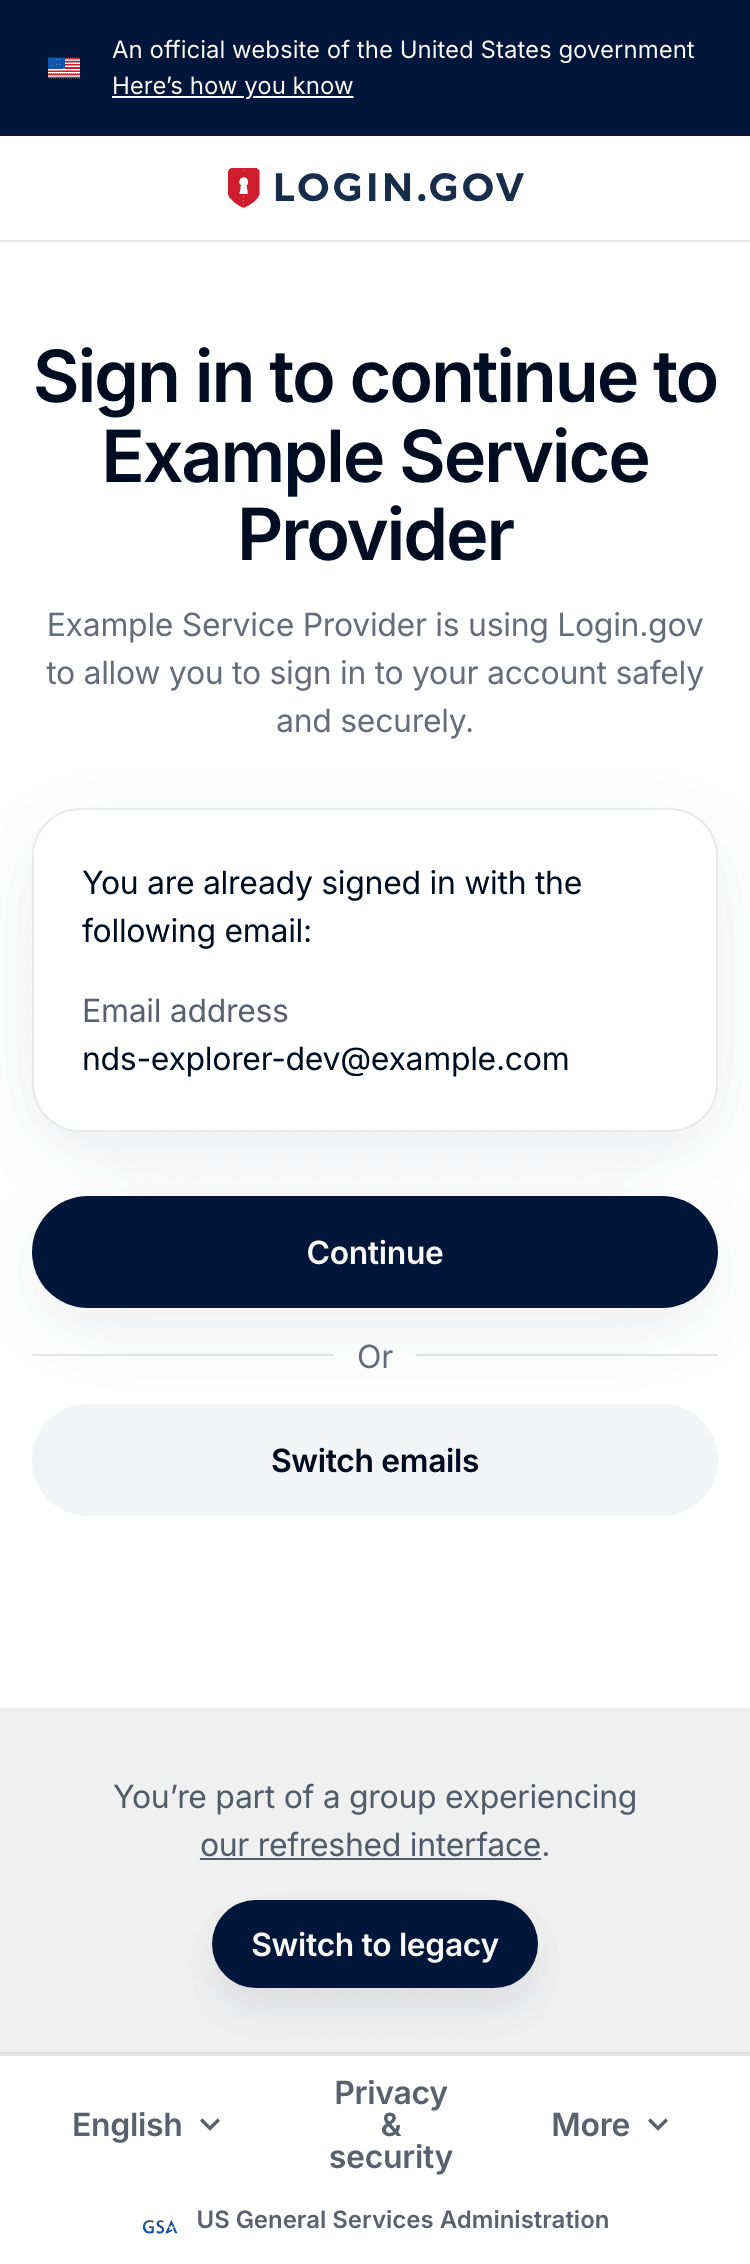 An official website of the United States government
Here’s how you know
LOGIN.GOV
Sign in to continue to
Example Service
Provider
Example Service Provider is using Login.gov
to allow you to sign in to your account safely
and securely.
You are already signed in with the
following email:
Email address
nds-explorer-dev@example.com
Continue
Or
Switch emails
You’re part of a group experiencing
our refreshed interface.
Switch to legacy
English
Privacy
&
security
More
GSA US General Services Administration